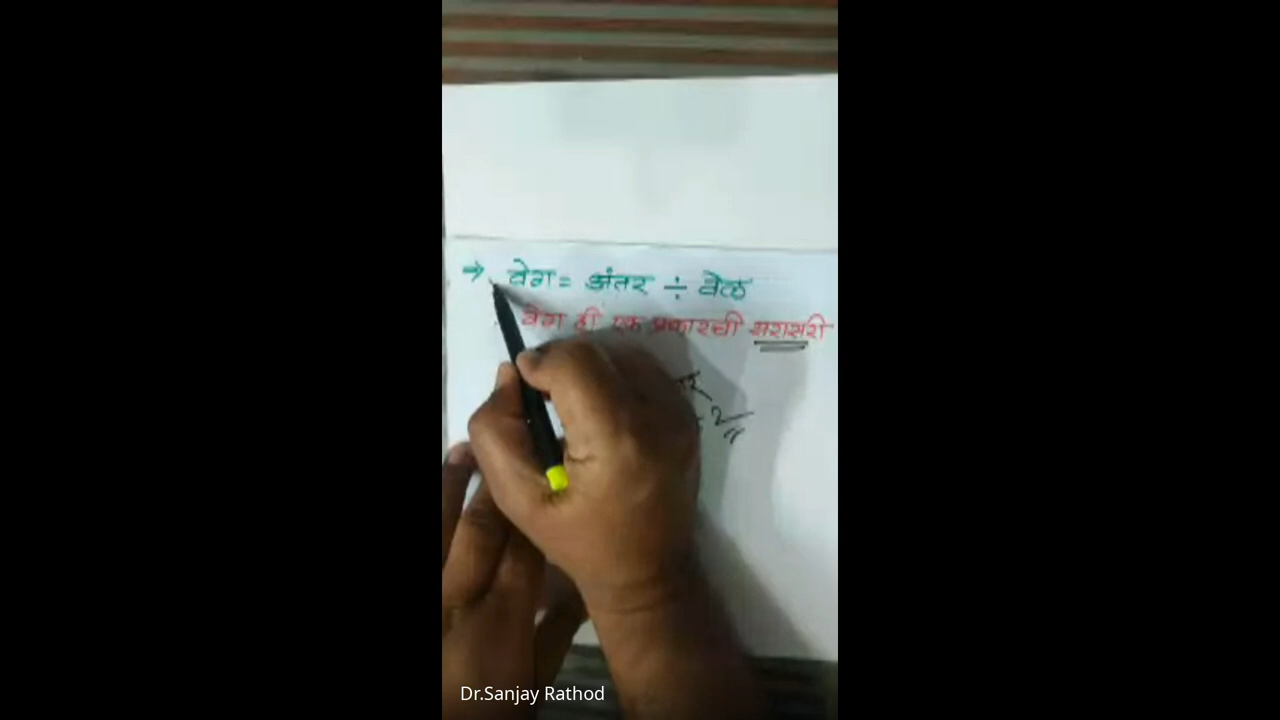 ⇒ वेग = अंतर ÷ वेळ
वेग ही एक प्रकारची सरासरी
Dr.Sanjay Rathod